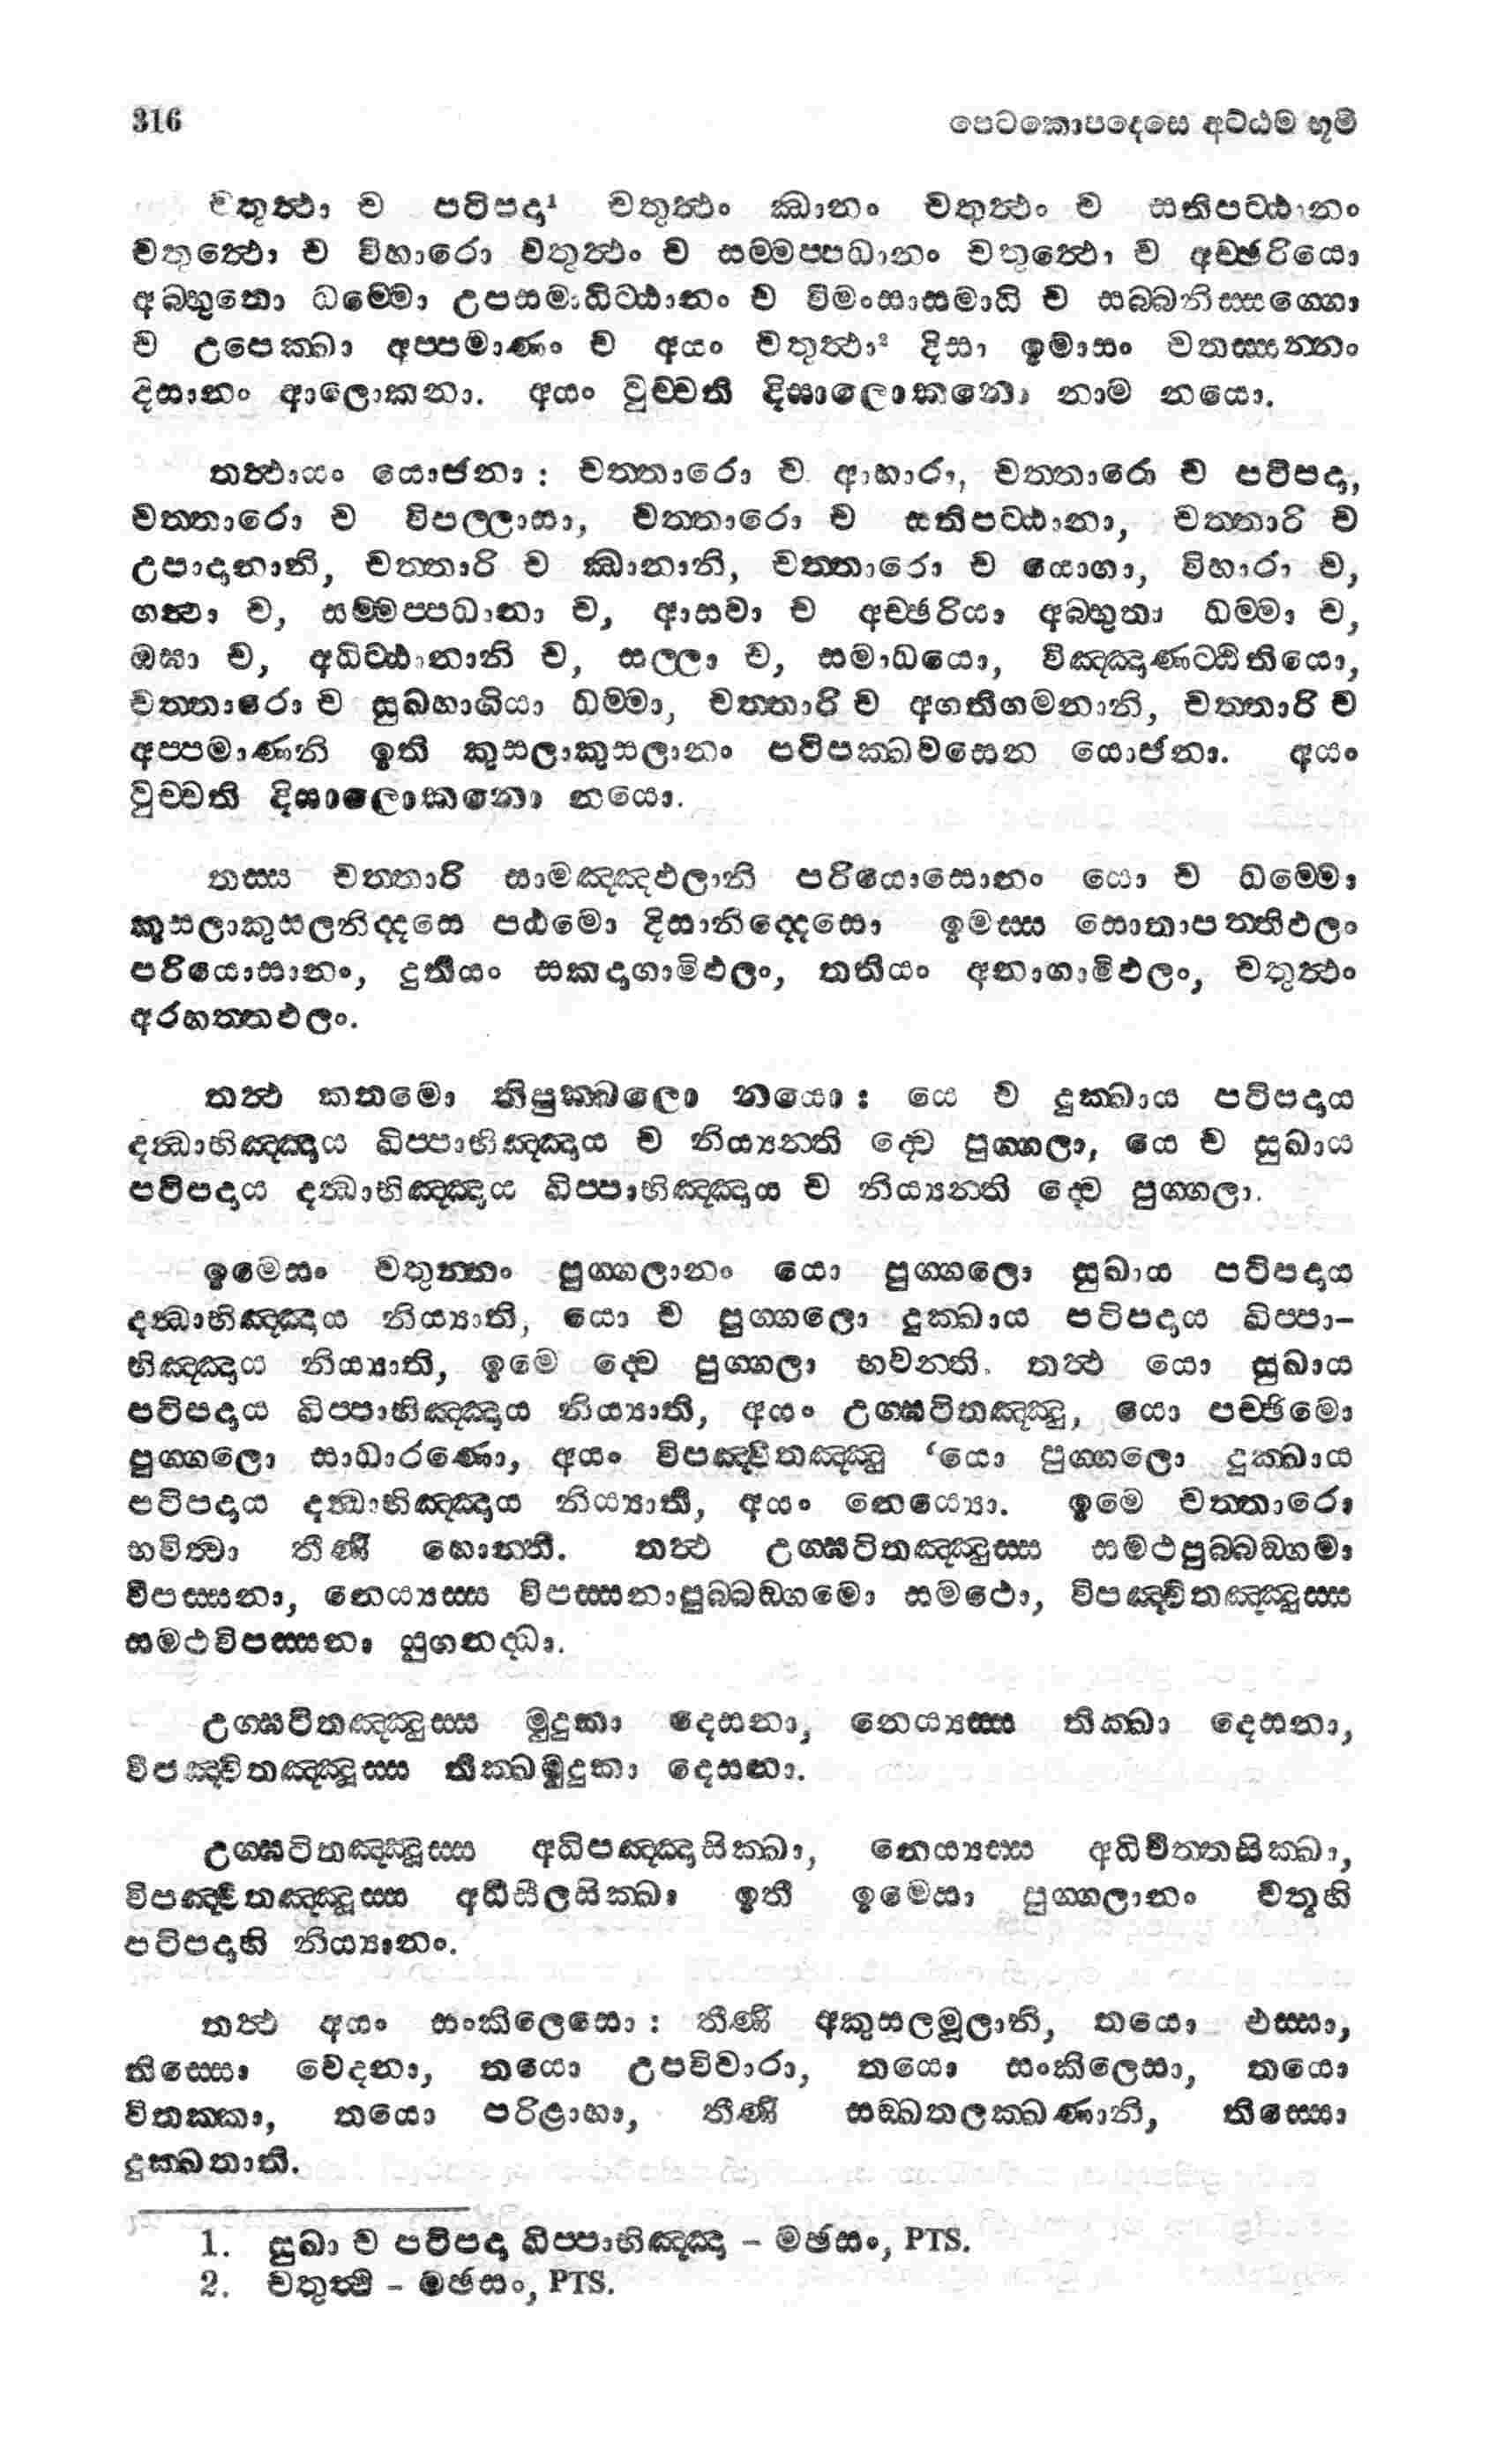 316 පෙටකොපදෙසෙ අට්ඨම භූමි
චතුත්ථා ච පටිපදා¹ චතුත්ථං ඣානං චතුත්ථං ච සතිපට්ඨානං
චතුත්ථො ච විහාරො චතුත්ථං ච සම්මප්පධානං චතුත්ථො ච අච්ඡරියො
අබ්භුතො ධම්මො උපසමාධිට්ඨානං ච විමංසාසමාධි ච සබ්බනිස්සග්ගො
ච උපෙක්ඛා අප්පමාණං ච අයං චතුත්ථා² දිසා ඉමාසං චතස්සන්නං
දිසානං ආලොකනා. අයං වුච්චති දිසාලොකනො නාම නයො.
තත්ථායං යොජනා : චත්තාරො ච ආහාරා, චත්තාරො ච පටිපදා,
චත්තාරො ච විපල්ලාසා, චත්තාරො ච සතිපට්ඨානා, චත්තාරි ච
උපාදානානි, චත්තාරි ච ඣානානි, චත්තාරො ච යොගා, විහාරා ච,
ගන්ථා ච, සම්මප්පධානා ච, ආසවා ච අච්ඡරියා අබ්භුතා ධම්මා ච,
ඔඝා ච, අධිට්ඨානානි ච, සල්ලා ච, සමාධයො, විඤ්ඤාණට්ඨිතියො,
චත්තාරො ච සුඛභාගියා ධම්මා, චත්තාරි ච අගතිගමනානි, චත්තාරි ච
අප්පමාණනි ඉති කුසලාකුසලානං පටිපක්ඛවසෙන යොජනා. අයං
වුච්චති දිසාලොකනො නයො.
තස්ස චත්තාරි සාමඤ්ඤඵලානි පරියොසොනං යො ච ධම්මො
කුසලාකුසලනිද්දසෙ පඨමො දිසානිද්දෙසො ඉමස්ස සොතාපත්තිඵලං
පරියොසානං, දුතියං සකදාගාමිඵලං, තතියං අනාගාමිඵලං, චතුත්ථං
අරහත්තඵලං.
තත්ථ කතමො තිපුක්ඛලො නයො : යෙ ච දුක්ඛාය පටිපදාය
දන්ධාභිඤ්ඤාය ඛිප්පාභිඤ්ඤාය ච නිය්‍යන්ති ද්වෙ පුග්ගලා, යෙ ච සුඛාය
පටිපදාය දන්ධාභිඤ්ඤාය ඛිප්පාභිඤ්ඤාය ච නිය්‍යන්ති ද්වෙ පුග්ගලා.
ඉමෙසං චතුන්නං පුග්ගලානං යො පුග්ගලො සුඛාය පටිපදාය
දන්ධාභිඤ්ඤාය නිය්‍යාති, යො ච පුග්ගලො දුක්ඛාය පටිපදාය ඛිප්පා-
භිඤ්ඤාය නිය්‍යාති, ඉමෙ ද්වෙ පුග්ගලා භවන්ති. තත්ථ යො සුඛාය
පටිපදාය ඛිප්පාභිඤ්ඤාය නිය්‍යාති, අයං උග්ඝටිතඤ්ඤු, යො පච්ඡිමො
පුග්ගලො සාධාරණො, අයං විපඤ්චිතඤ්ඤු ‘යො පුග්ගලො දුක්ඛාය
පටිපදාය දන්ධාභිඤ්ඤාය නිය්‍යාති, අයං නෙය්‍යො. ඉමෙ චත්තාරො
භවිත්වා තීණි හොන්ති. තත්ථ උග්ඝටිතඤ්ඤුස්ස සමථපුබ්බඞ්ගමා
විපස්සනා, නෙය්‍යස්ස විපස්සනාපුබ්බඞ්ගමො සමථො, විපඤ්චිතඤ්ඤුස්ස
සමථවිපස්සනා යුගනද්ධා.
උග්ඝටිතඤ්ඤුස්ස මුදුකා දෙසනා, නෙය්‍යස්ස තික්ඛා දෙසනා,
විපඤ්චිතඤ්ඤූස්ස තික්ඛමුදුකා දෙසනා.
උග්ඝටිතඤ්ඤූස්ස අධිපඤ්ඤාසික්ඛා, නෙය්‍යස්ස අධිචිත්තසික්ඛා,
විපඤ්චිතඤ්ඤූස්ස අධිසීලසික්ඛා ඉති ඉමෙසා පුග්ගලානං චතූහි
පටිපදාහි නිය්‍යානං.
තත්ථ අයං සංකිලෙසො : තීණි අකුසලමූලානි, තයො ඵස්සා,
තිස්සො වෙදනා, තයො උපවිචාරා, තයො සංකිලෙසා, තයො
විතක්කා, තයො පරිළාහා, තීණි සඞ්ඛතලක්ඛණානි, තිස්සො
දුක්ඛතාති.
1. සුඛා ච පටිපදා ඛිප්පාභිඤ්ඤා – මඡසං, PTS.
2. චතුත්ථි – මඡසං, PTS.